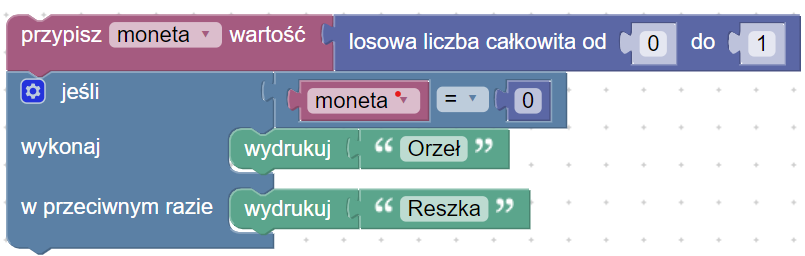 przypisz moneta wartość losowa liczba całkowita od 0 do 1
jeśli moneta = 0
wykonaj wydrukuj “ Orzeł ”
w przeciwnym razie wydrukuj “ Reszka ”